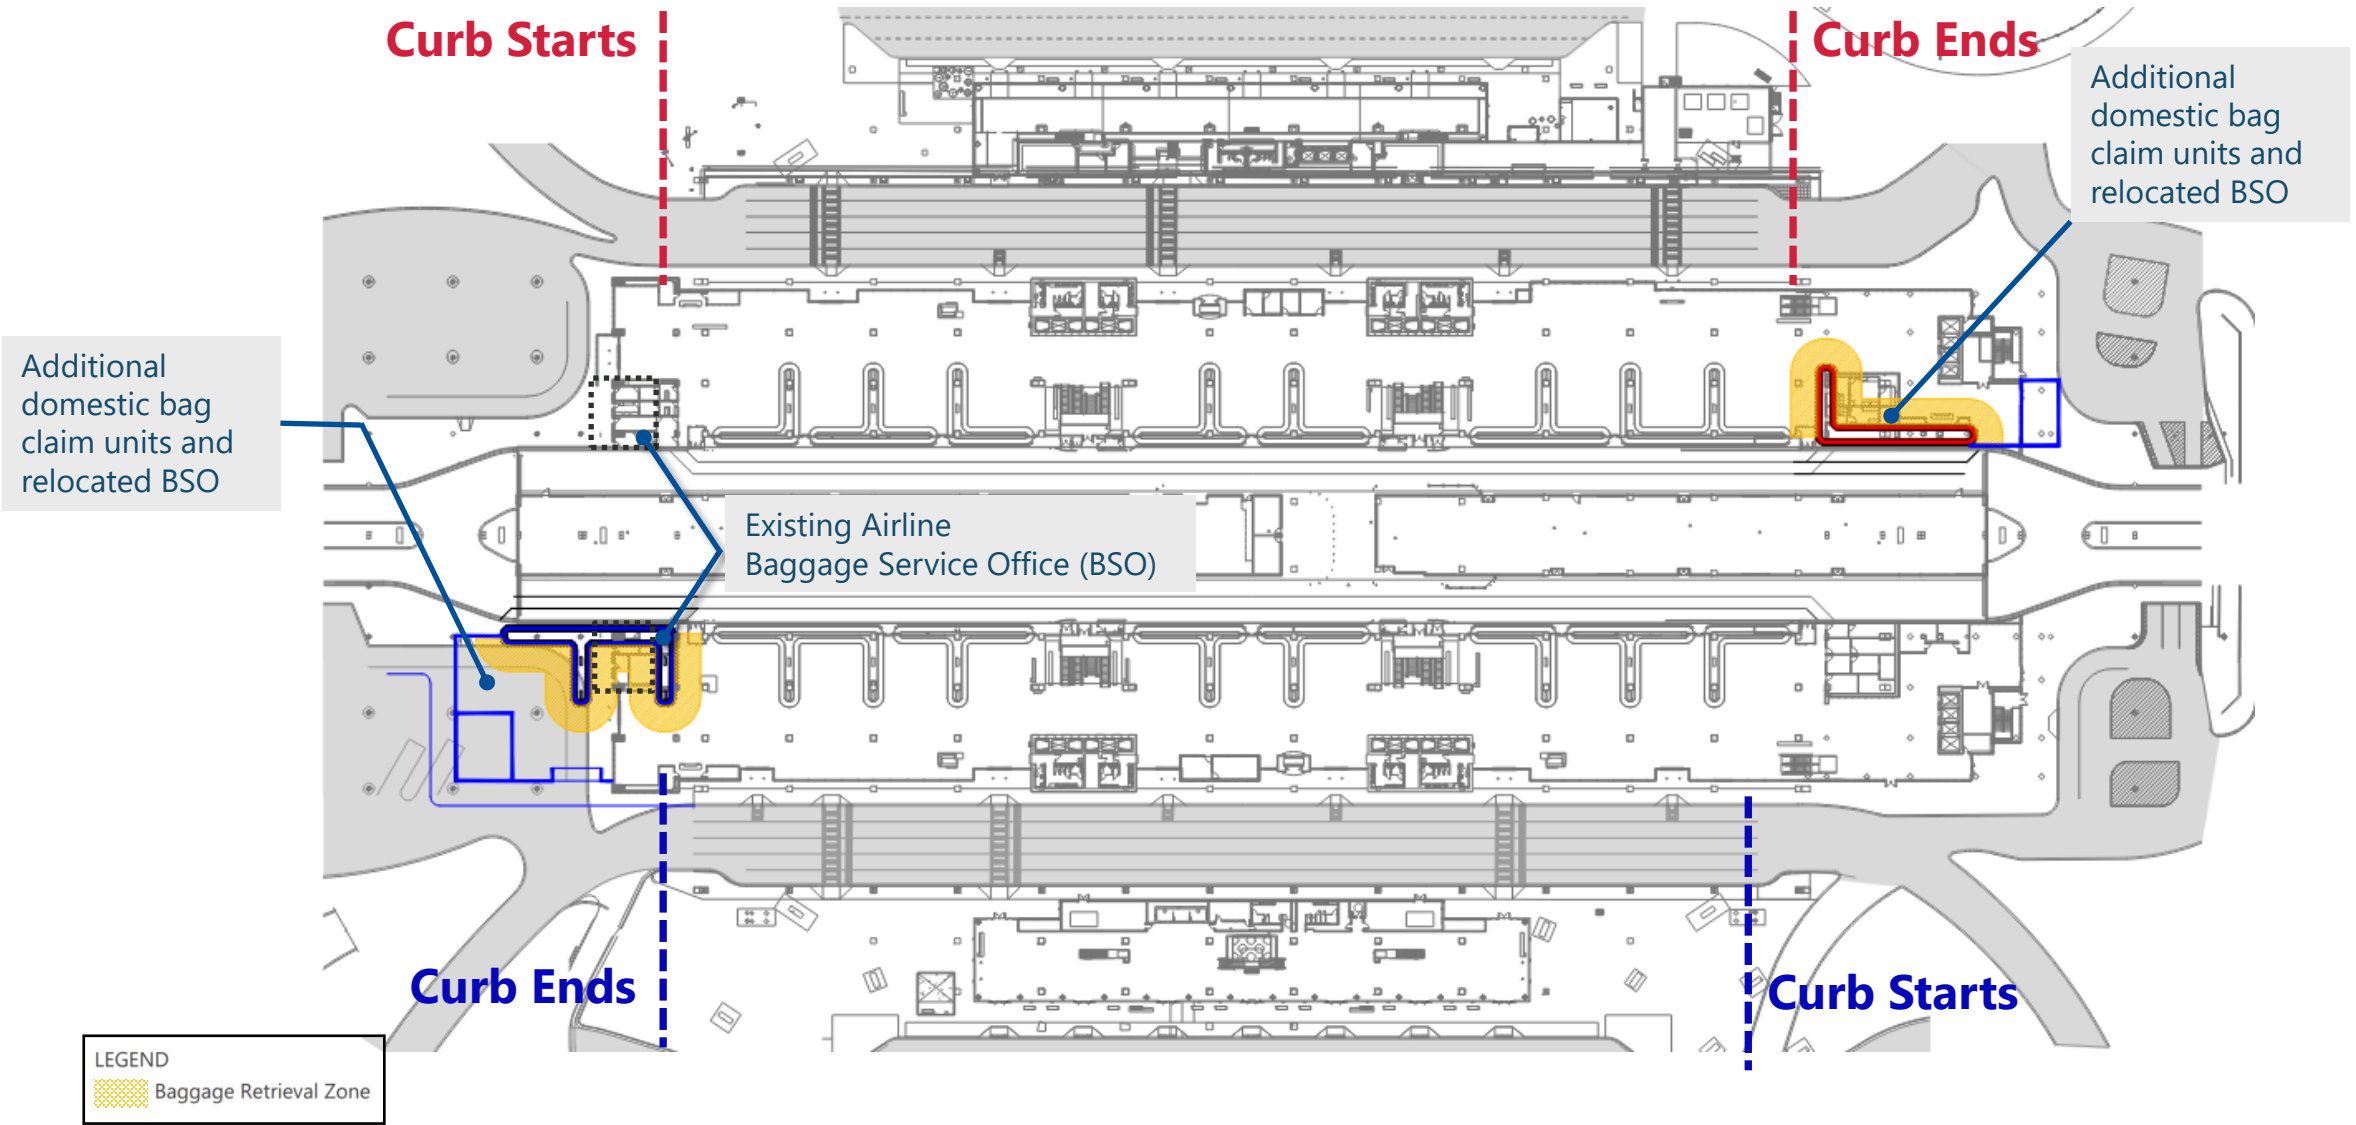 Curb Starts
Curb Ends
Additional
domestic bag
claim units and
relocated BSO
Additional
domestic bag
claim units and
relocated BSO
Existing Airline
Baggage Service Office (BSO)
Curb Ends
Curb Starts
LEGEND
Baggage Retrieval Zone